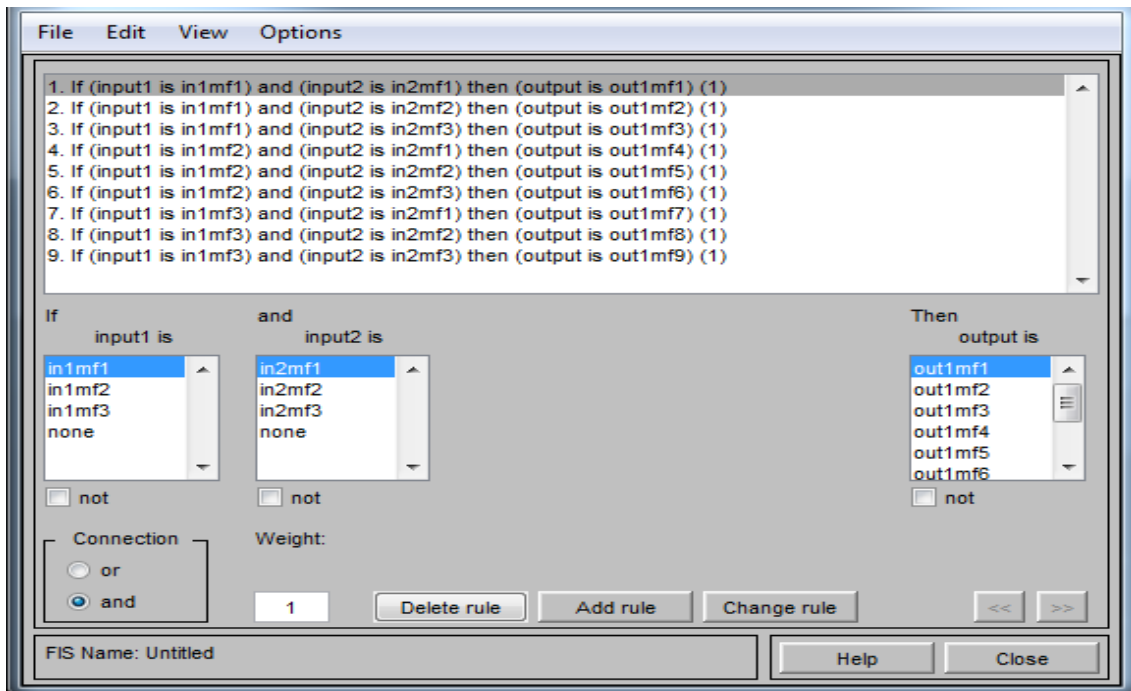 File Edit View Options
1. If (input1 is in1mf1) and (input2 is in2mf1) then (output is out1mf1) (1)
2. If (input1 is in1mf1) and (input2 is in2mf2) then (output is out1mf2) (1)
3. If (input1 is in1mf1) and (input2 is in2mf3) then (output is out1mf3) (1)
4. If (input1 is in1mf2) and (input2 is in2mf1) then (output is out1mf4) (1)
5. If (input1 is in1mf2) and (input2 is in2mf2) then (output is out1mf5) (1)
6. If (input1 is in1mf2) and (input2 is in2mf3) then (output is out1mf6) (1)
7. If (input1 is in1mf3) and (input2 is in2mf1) then (output is out1mf7) (1)
8. If (input1 is in1mf3) and (input2 is in2mf2) then (output is out1mf8) (1)
9. If (input1 is in1mf3) and (input2 is in2mf3) then (output is out1mf9) (1)
If and Then
input1 is input2 is output is
in1mf1 in2mf1 out1mf1
in1mf2 in2mf2 out1mf2
in1mf3 in2mf3 out1mf3
none none out1mf4
out1mf5
out1mf6
not not not
Connection Weight:
or
and 1 Delete rule Add rule Change rule << >>
FIS Name: Untitled Help Close